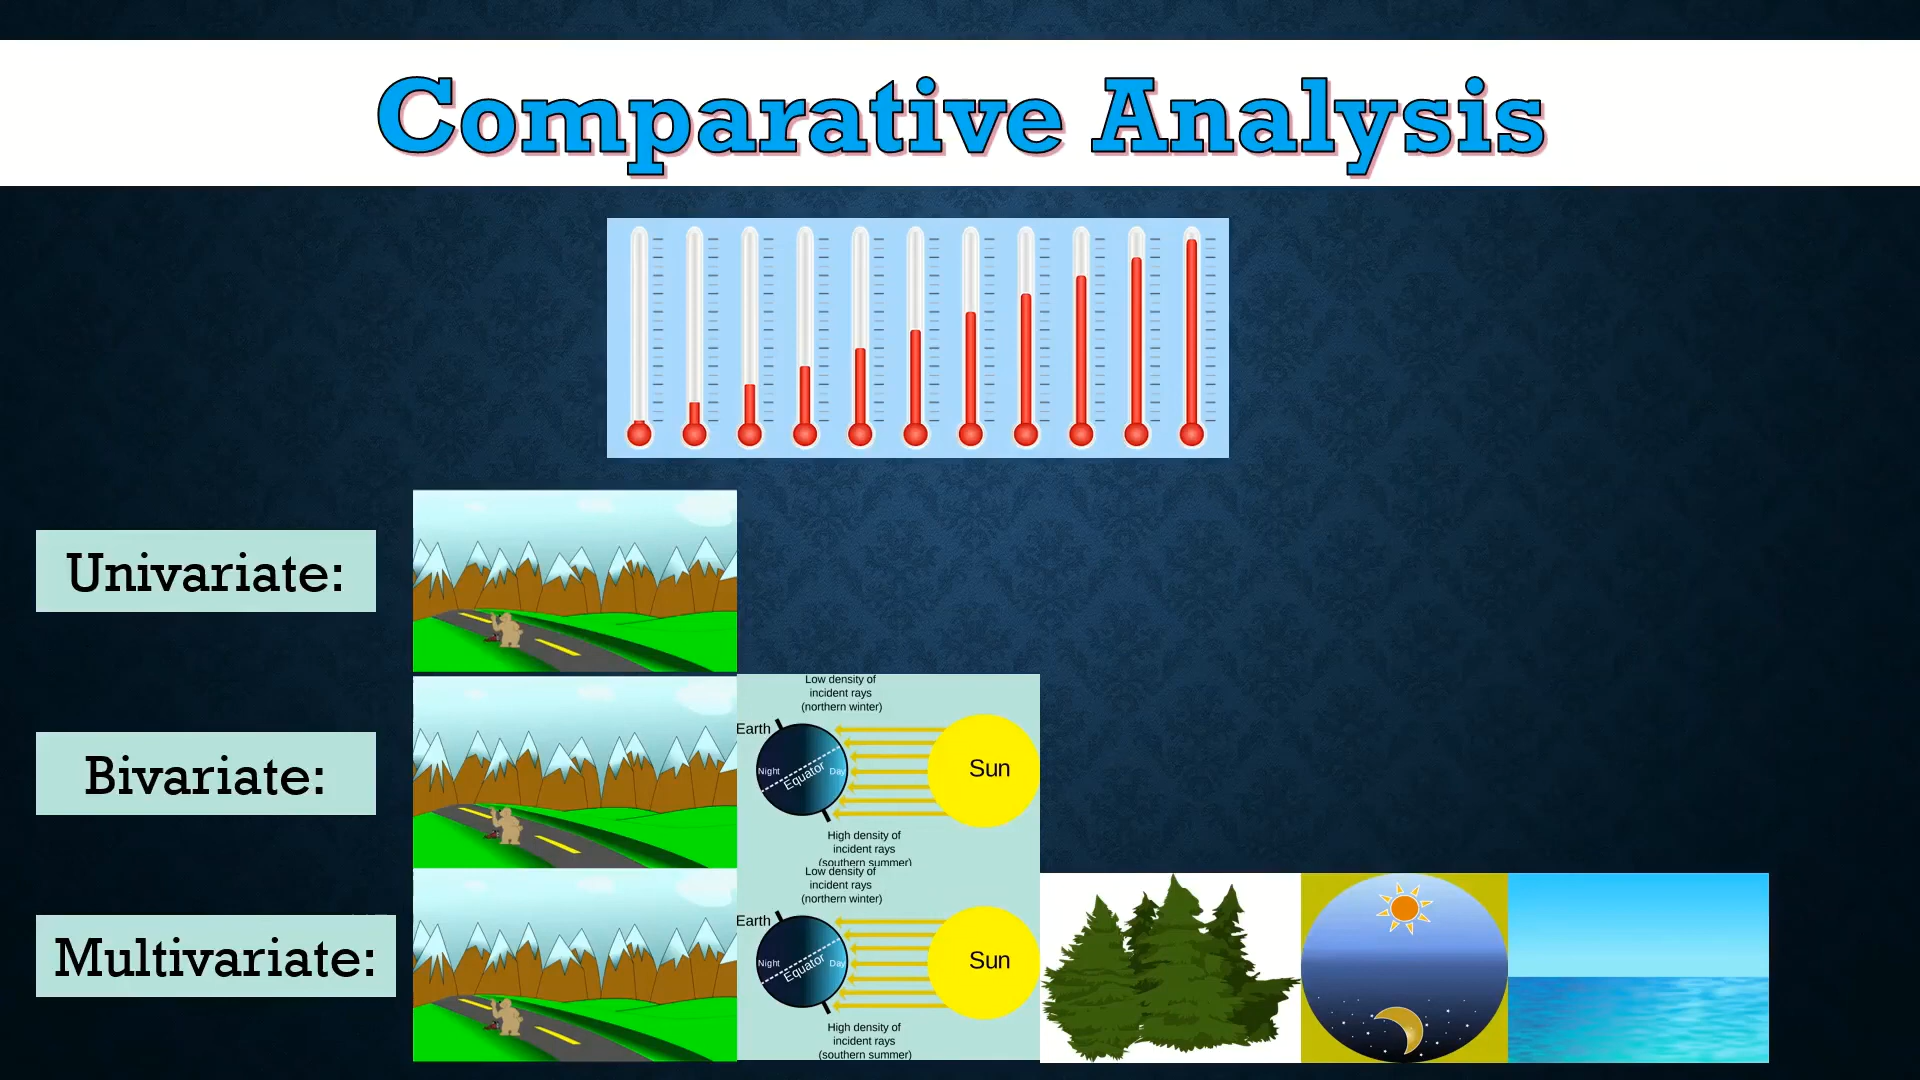 Comparative Analysis
Univariate:
Bivariate:
Low density of
incident rays
(northern winter)
Earth
Night
Equator
Day
Sun
High density of
incident rays
(southern summer)
Multivariate:
Low density of
incident rays
(northern winter)
Earth
Night
Equator
Day
Sun
High density of
incident rays
(southern summer)